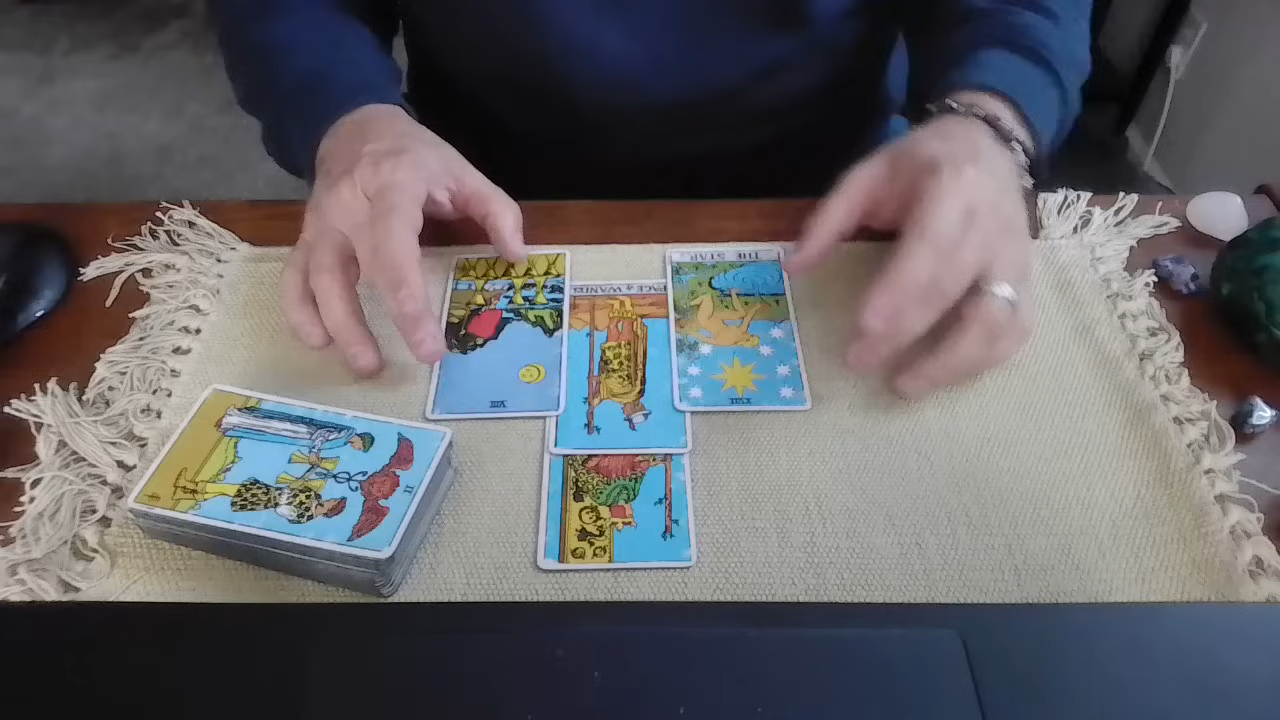 THE STAR
PAGE of WANDS
VIII
XVII
II